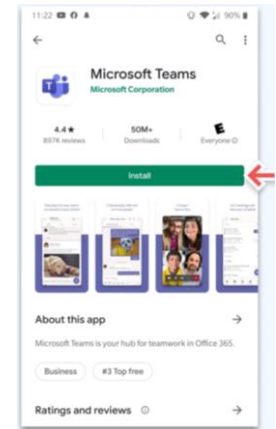 11:22
90%
Microsoft Teams
Microsoft Corporation
4.4★
897K reviews
50M+
Downloads
E
Everyone
Install
About this app
Microsoft Teams is your hub for teamwork in Office 365.
Business
#3 Top free
Ratings and reviews